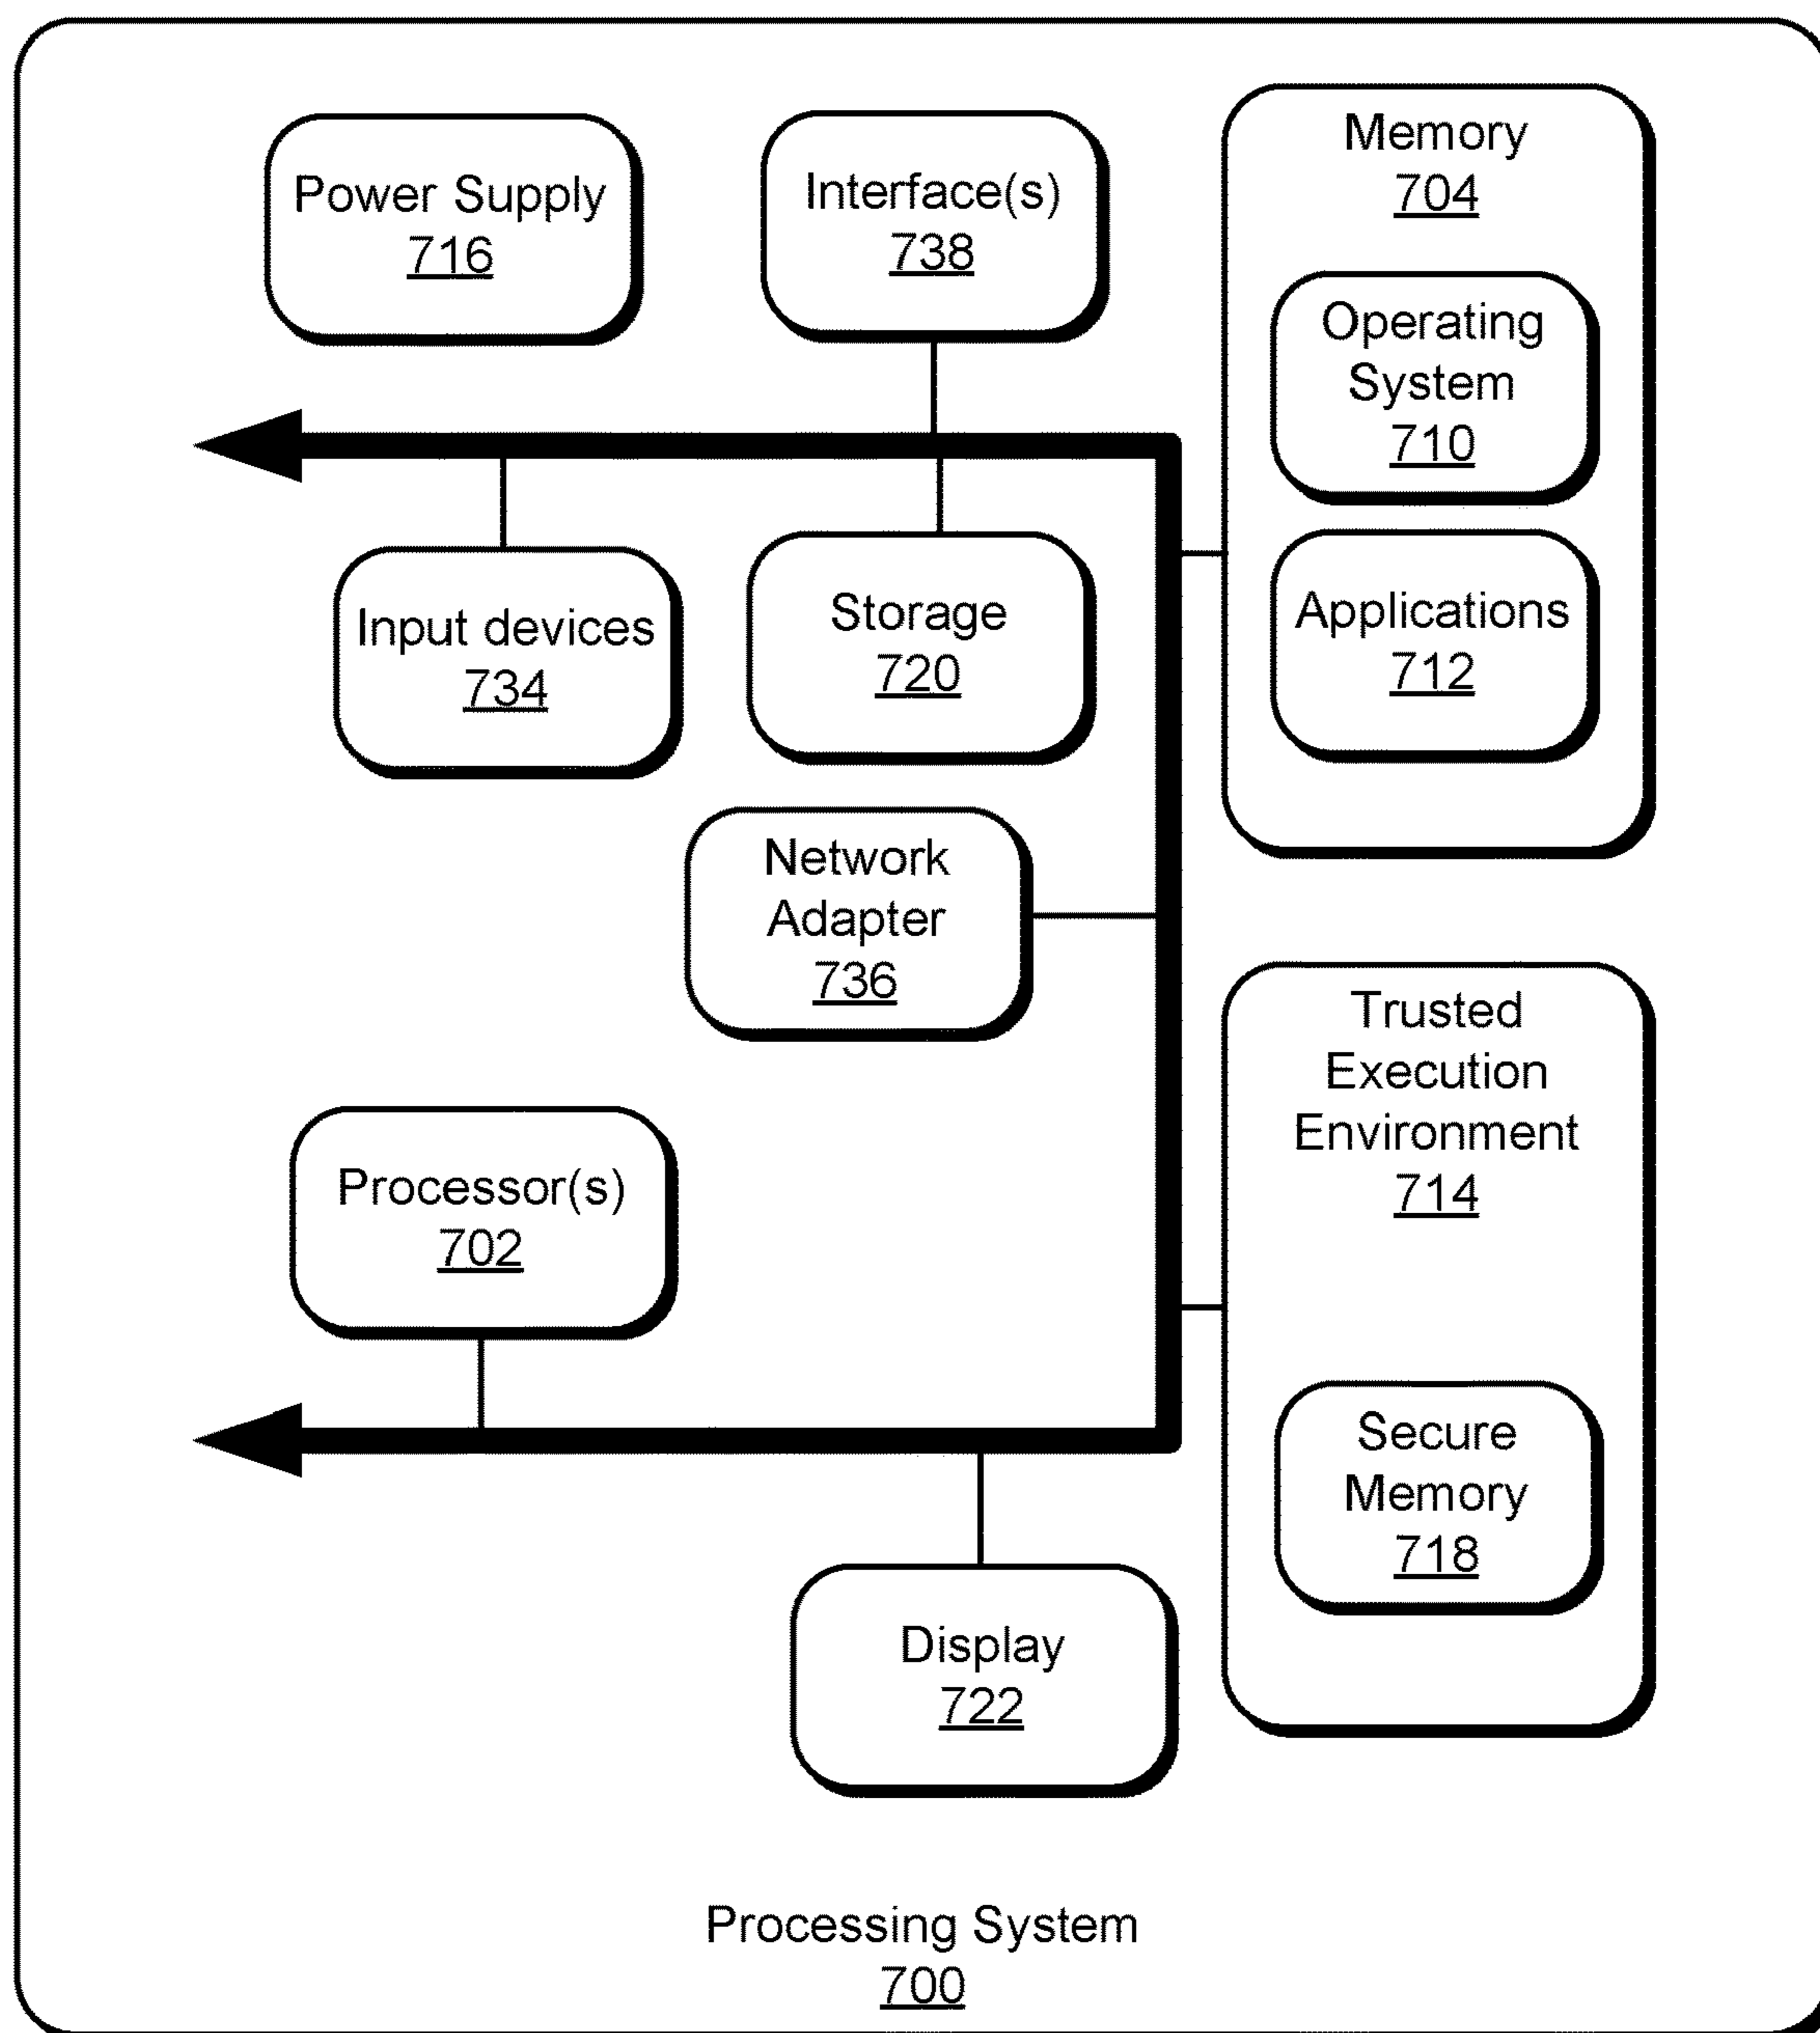 Power Supply
716
Interface(s)
738
Memory
704
Operating
System
710
Applications
712
Input devices
734
Storage
720
Network
Adapter
736
Trusted
Execution
Environment
714
Secure
Memory
718
Processor(s)
702
Display
722
Processing System
700